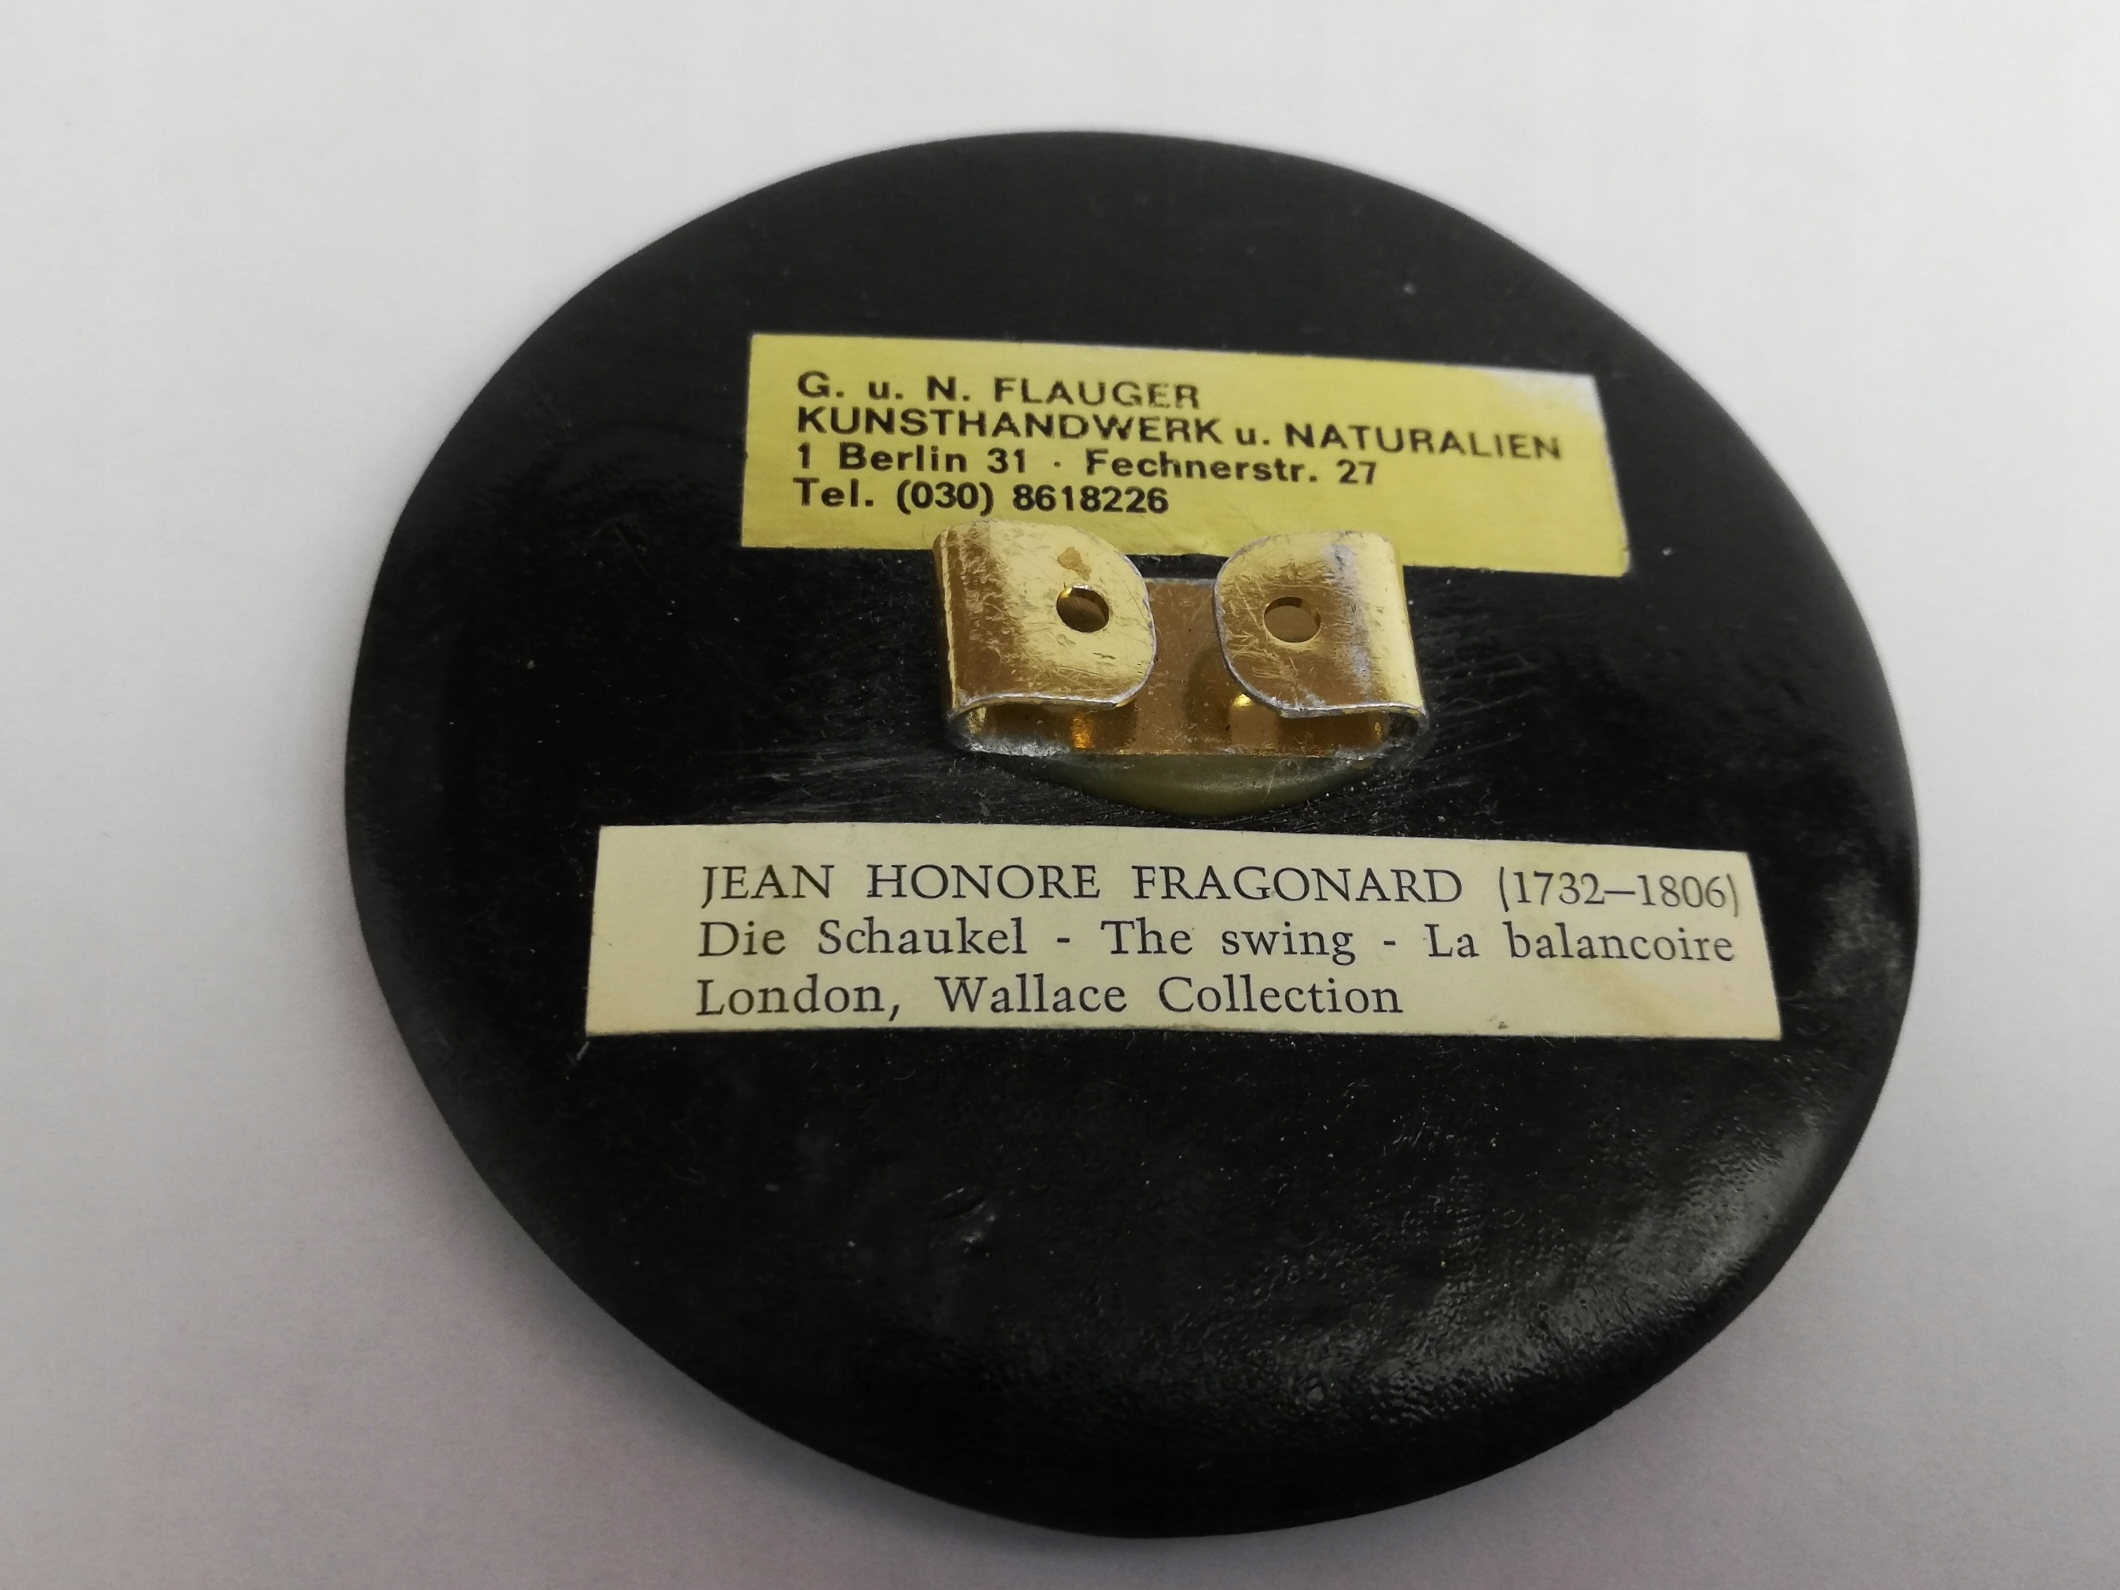 G. u. N. FLAUGER
KUNSTHANDWERK u. NATURALIEN
1 Berlin 31 · Fechnerstr. 27
Tel. (030) 8618226
JEAN HONORE FRAGONARD (1732—1806)
Die Schaukel - The swing - La balancoire
London, Wallace Collection